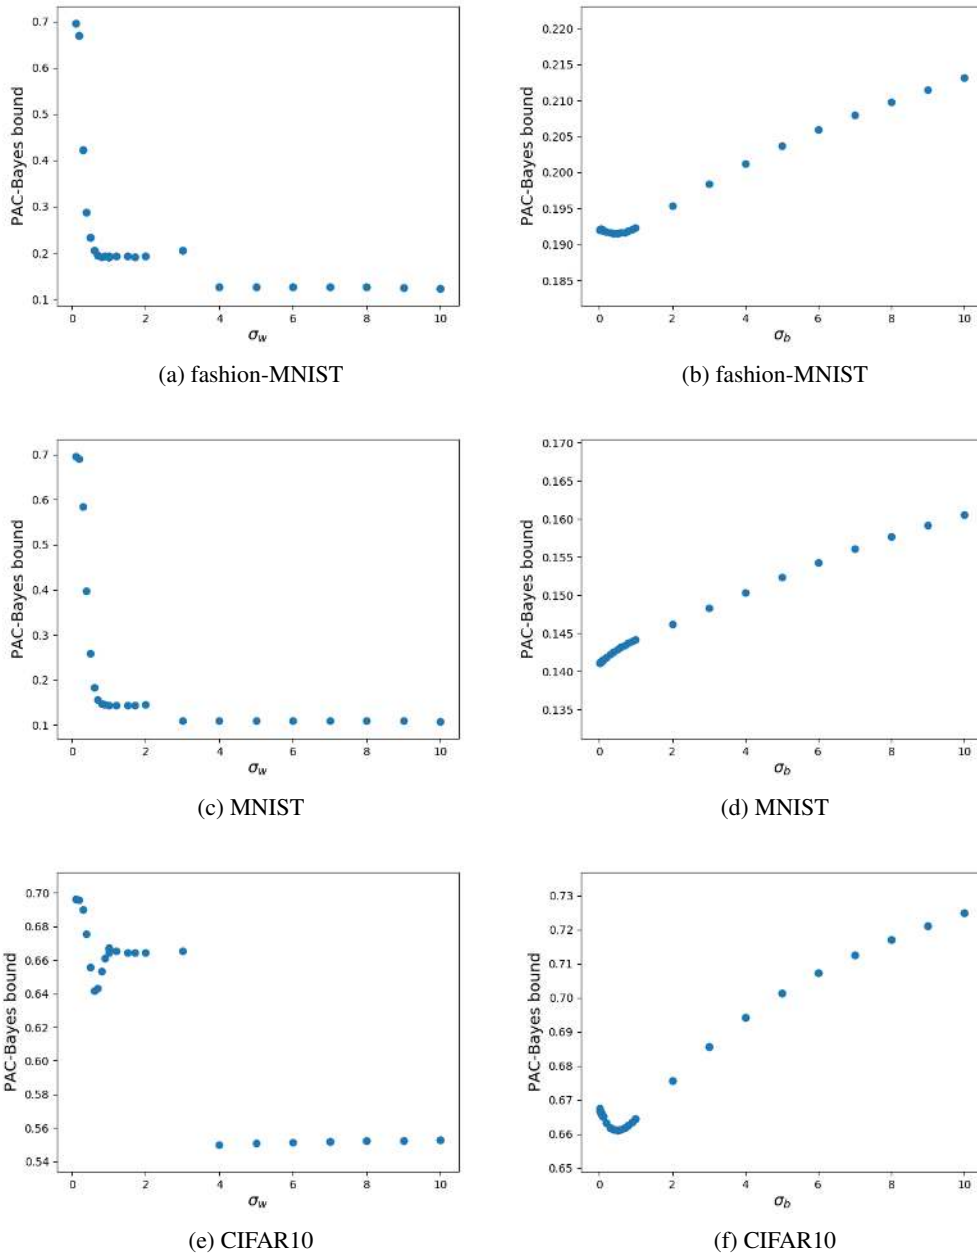 0.7
0.6
0.5
0.4
0.3
0.2
0.1
PAC-Bayes bound
0 2 4 6 8 10
σ_w
(a) fashion-MNIST
0.220
0.215
0.210
0.205
0.200
0.195
0.190
0.185
PAC-Bayes bound
0 2 4 6 8 10
σ_b
(b) fashion-MNIST
0.7
0.6
0.5
0.4
0.3
0.2
0.1
PAC-Bayes bound
0 2 4 6 8 10
σ_w
(c) MNIST
0.170
0.165
0.160
0.155
0.150
0.145
0.140
0.135
PAC-Bayes bound
0 2 4 6 8 10
σ_b
(d) MNIST
0.70
0.68
0.66
0.64
0.62
0.60
0.58
0.56
0.54
PAC-Bayes bound
0 2 4 6 8 10
σ_w
(e) CIFAR10
0.73
0.72
0.71
0.70
0.69
0.68
0.67
0.66
0.65
PAC-Bayes bound
0 2 4 6 8 10
σ_b
(f) CIFAR10